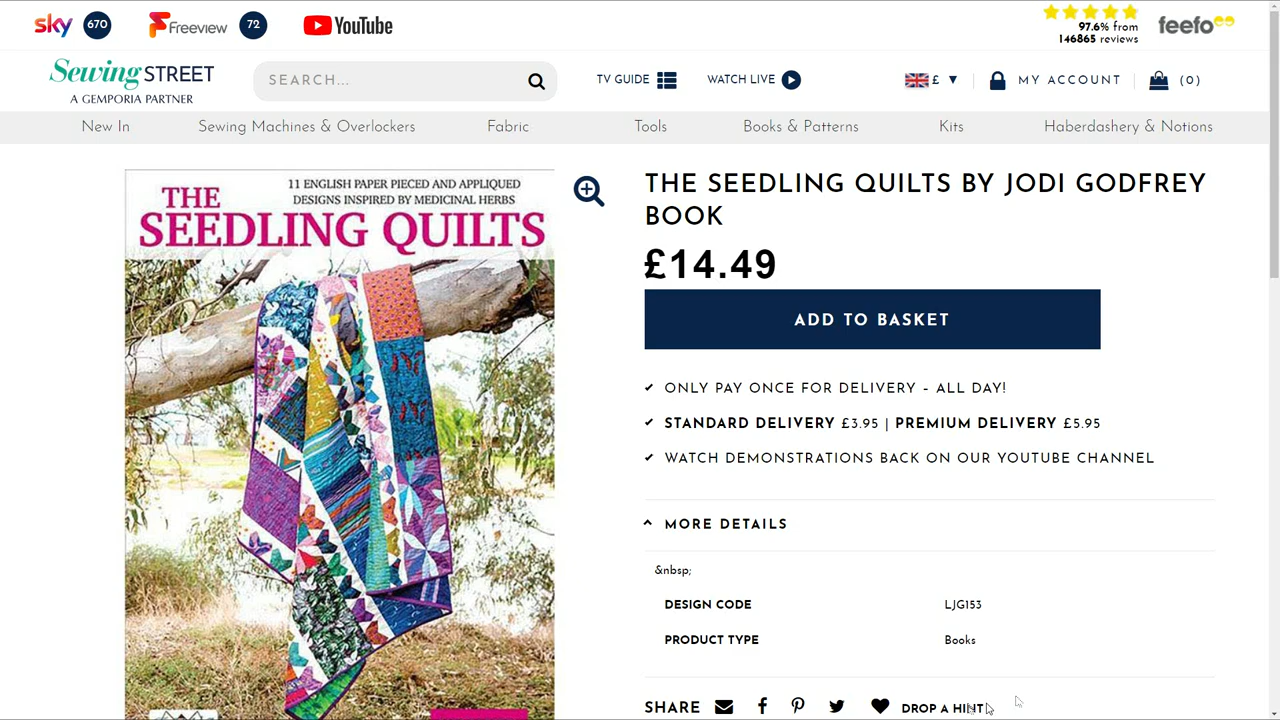 sky 670 Freeview 72 YouTube
97.6% from
146865 reviews
feefo
Sewing STREET
A GEMPORIA PARTNER
SEARCH...
TV GUIDE
WATCH LIVE
£ ▼
MY ACCOUNT
(0)
New In Sewing Machines & Overlockers Fabric Tools Books & Patterns Kits Haberdashery & Notions
11 ENGLISH PAPER PIECED AND APPLIQUED
DESIGNS INSPIRED BY MEDICINAL HERBS
THE
SEEDLING QUILTS
THE SEEDLING QUILTS BY JODI GODFREY
BOOK
£14.49
ADD TO BASKET
ONLY PAY ONCE FOR DELIVERY – ALL DAY!
STANDARD DELIVERY £3.95 | PREMIUM DELIVERY £5.95
WATCH DEMONSTRATIONS BACK ON OUR YOUTUBE CHANNEL
MORE DETAILS
&nbsp;
DESIGN CODE LJG153
PRODUCT TYPE Books
SHARE DROP A HINT